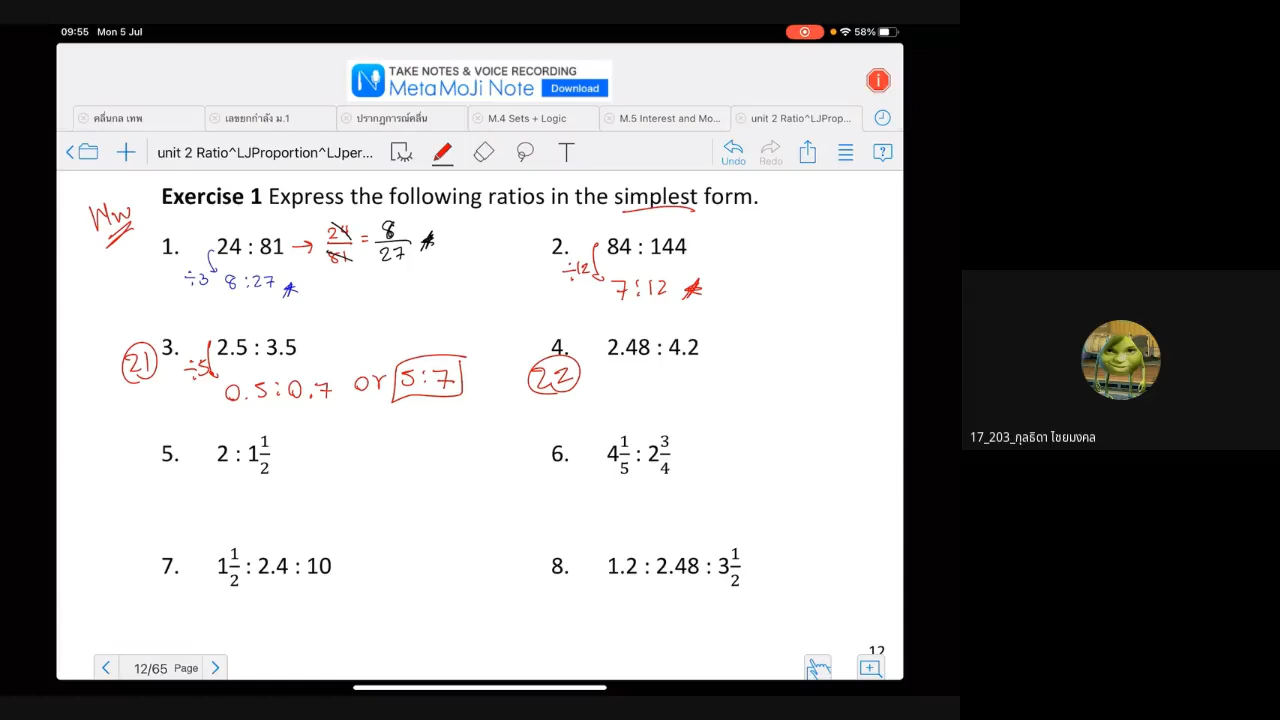 09:55 Mon 5 Jul
58%
TAKE NOTES & VOICE RECORDING
MetaMoJi Note Download
คลื่นกล เทพ
เลขยกกำลัง ม.1
ปรากฏการณ์คลื่น
M.4 Sets + Logic
M.5 Interest and Mo...
unit 2 Ratio^LJProp...
unit 2 Ratio^LJProportion^LJper...
T
Undo
Redo
Exercise 1 Express the following ratios in the simplest form.
1. 24 : 81 → 24/81 = 8/27
÷3 8 : 27
2. 84 : 144
÷12 7 : 12
3. 2.5 : 3.5
21 ÷5 0.5 : 0.7 or 5 : 7
4. 2.48 : 4.2
22
5. 2 : 1 1/2
6. 4 1/5 : 2 3/4
7. 1 1/2 : 2.4 : 10
8. 1.2 : 2.48 : 3 1/2
12
12/65 Page
17_203_กุลธิดา ไชยมงคล